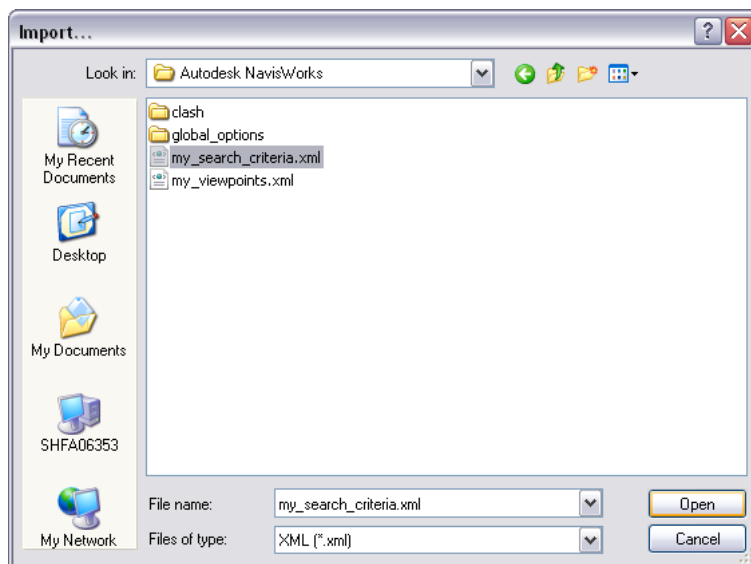 Import...
Look in: Autodesk NavisWorks
clash
global_options
my_search_criteria.xml
my_viewpoints.xml
My Recent
Documents
Desktop
My Documents
SHFA06353
My Network
File name: my_search_criteria.xml Open
Files of type: XML (*.xml) Cancel